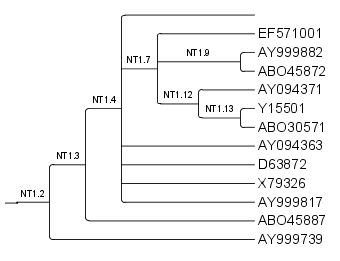 EF571001
NT1.7
NT1.9
AY999882
ABO45872
AY094371
NT1.4
NT1.12
NT1.13
Y15501
ABO30571
AY094363
NT1.3
D63872
X79326
NT1.2
AY999817
ABO45887
AY999739